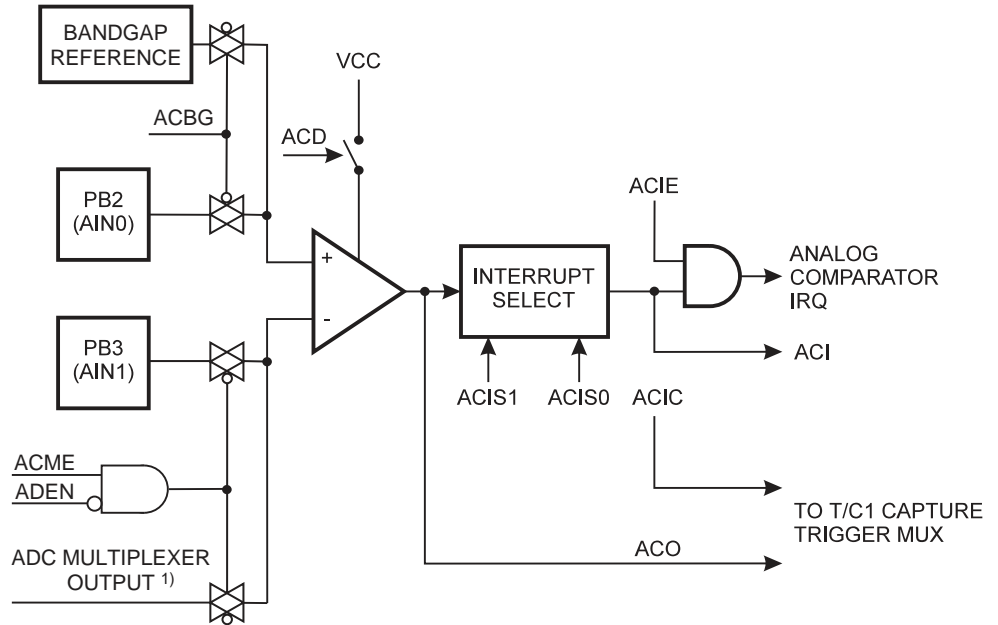 BANDGAP
REFERENCE
VCC
ACBG
ACD
PB2
(AIN0)
ACIE
+
-
INTERRUPT
SELECT
ANALOG
COMPARATOR
IRQ
PB3
(AIN1)
ACI
ACIS1
ACIS0
ACIC
ACME
ADEN
TO T/C1 CAPTURE
TRIGGER MUX
ACO
ADC MULTIPLEXER
OUTPUT 1)